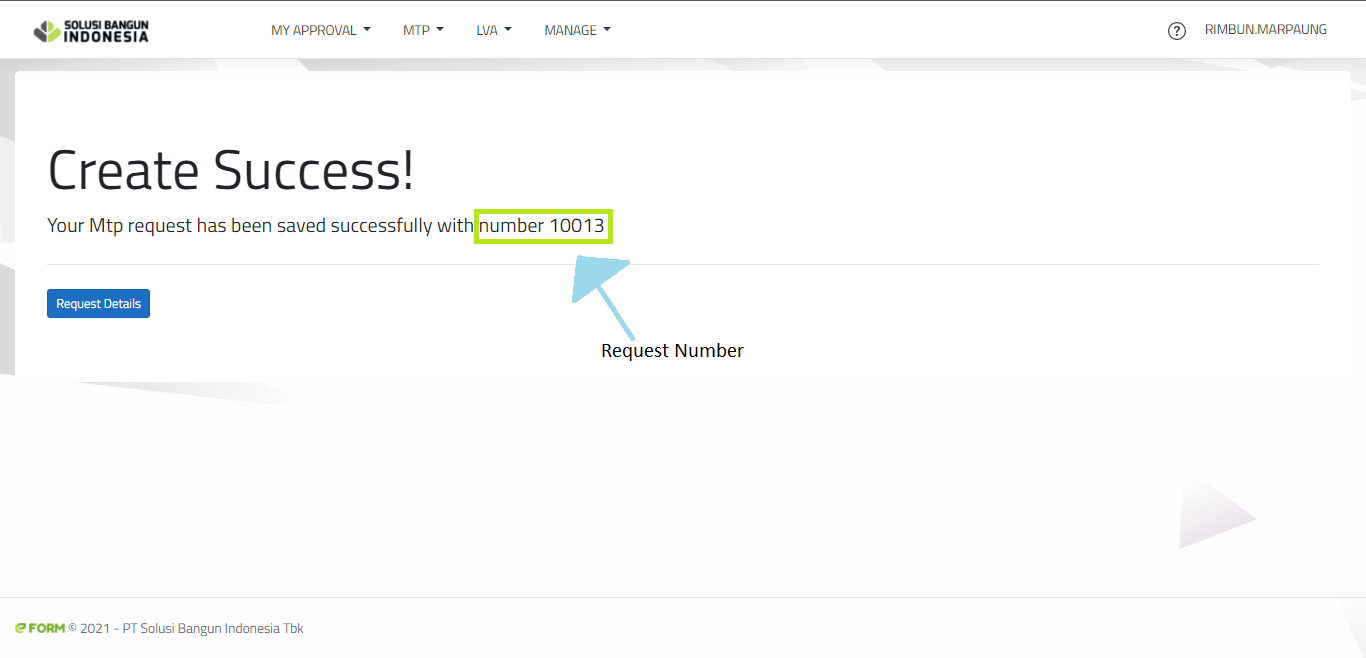 SOLUSI BANGUN
INDONESIA
MY APPROVAL
MTP
LVA
MANAGE
?
RIMBUN.MARPAUNG
Create Success!
Your Mtp request has been saved successfully with number 10013
Request Details
Request Number
e FORM © 2021 - PT Solusi Bangun Indonesia Tbk